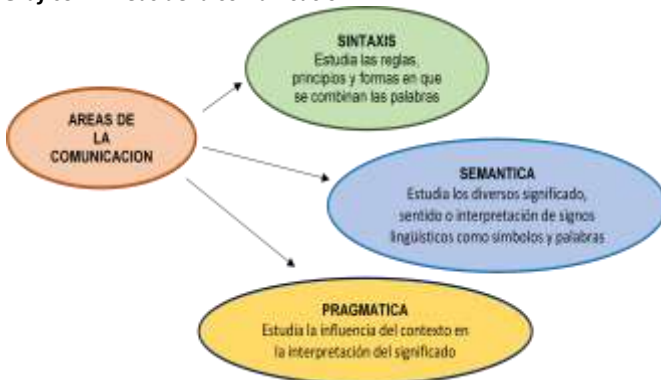 SINTAXIS
Estudia las reglas,
principios y formas en que
se combinan las palabras
AREAS DE
LA
COMUNICACION
SEMANTICA
Estudia los diversos significado,
sentido o interpretación de signos
lingüísticos como símbolos y palabras
PRAGMATICA
Estudia la influencia del contexto en
la interpretación del significado